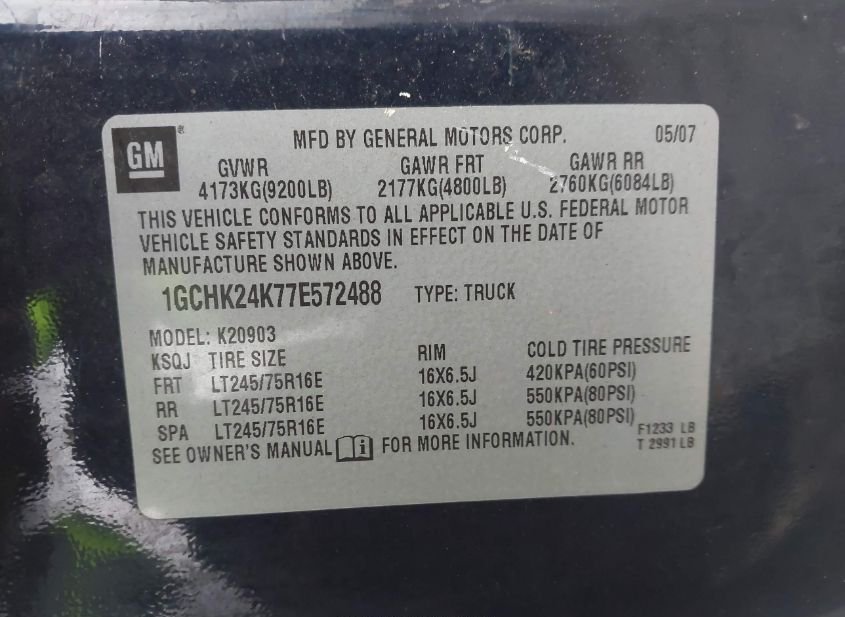 GM®
MFD BY GENERAL MOTORS CORP. 05/07
GVWR GAWR FRT GAWR RR
4173KG(9200LB) 2177KG(4800LB) 2760KG(6084LB)
THIS VEHICLE CONFORMS TO ALL APPLICABLE U.S. FEDERAL MOTOR
VEHICLE SAFETY STANDARDS IN EFFECT ON THE DATE OF
MANUFACTURE SHOWN ABOVE.
1GCHK24K77E572488 TYPE: TRUCK
MODEL: K20903
KSQJ TIRE SIZE RIM COLD TIRE PRESSURE
FRT LT245/75R16E 16X6.5J 420KPA(60PSI)
RR LT245/75R16E 16X6.5J 550KPA(80PSI)
SPA LT245/75R16E 16X6.5J 550KPA(80PSI)
SEE OWNER'S MANUAL i FOR MORE INFORMATION.
F1233 LB
T 2991 LB